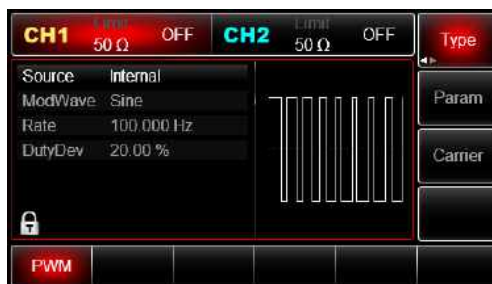 CH1 Limit 50 Ω OFF CH2 Limit 50 Ω OFF
Type
Source Internal
ModWave Sine
Rate 100.000 Hz
DutyDev 20.00 %
Param
Carrier
PWM